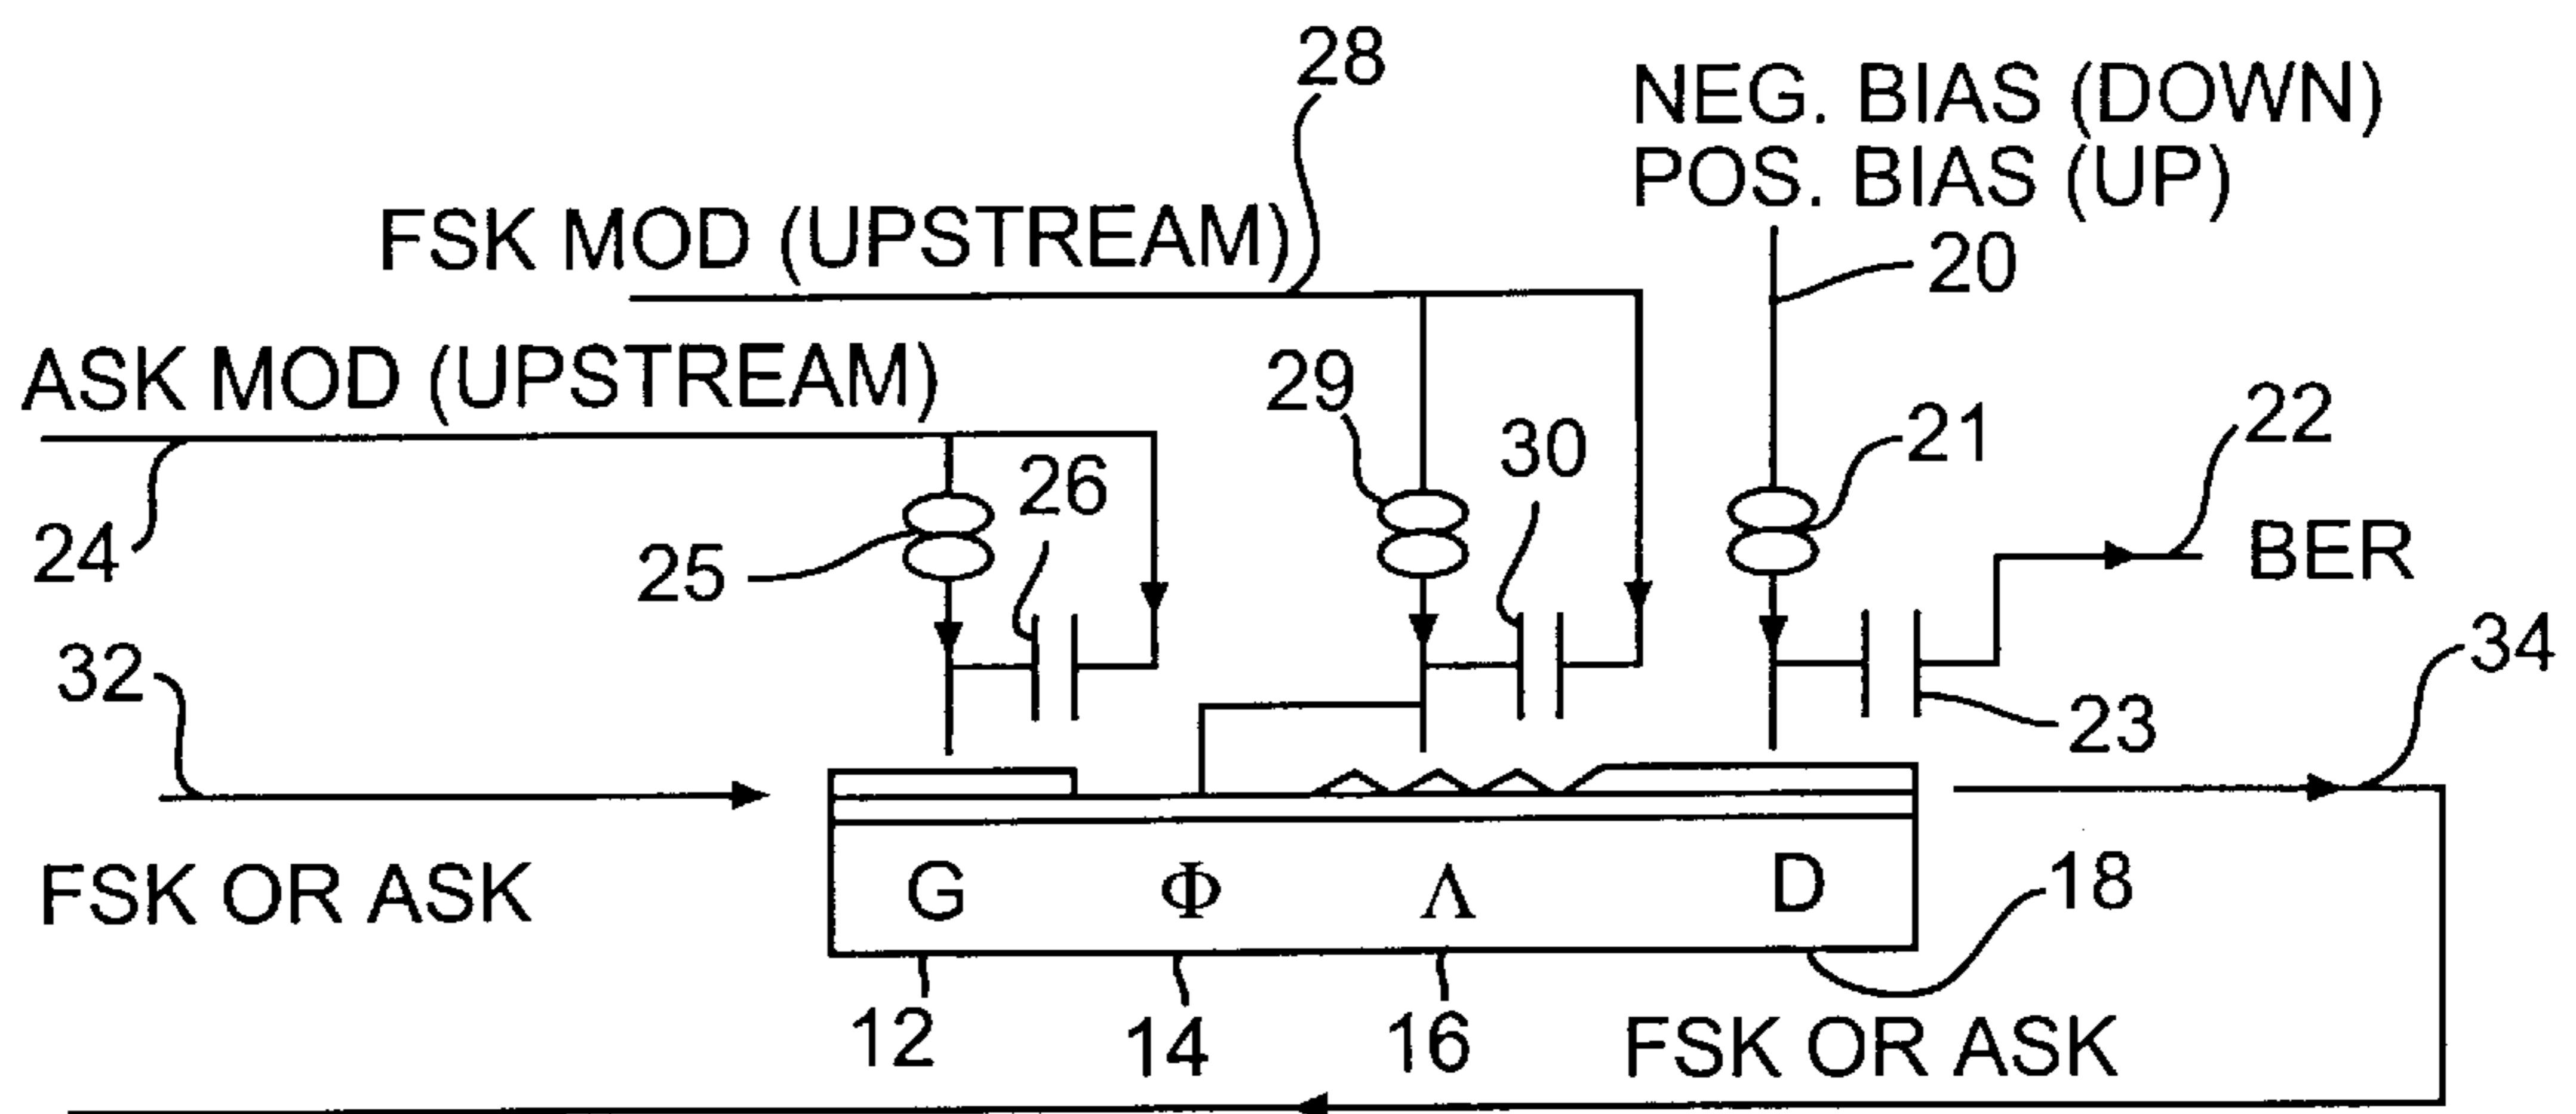 28
NEG. BIAS (DOWN)
POS. BIAS (UP)
FSK MOD (UPSTREAM)
20
ASK MOD (UPSTREAM)
29
30
21
22
26
24
25
BER
32
34
23
FSK OR ASK
G Φ Λ D
18
12 14 16
FSK OR ASK